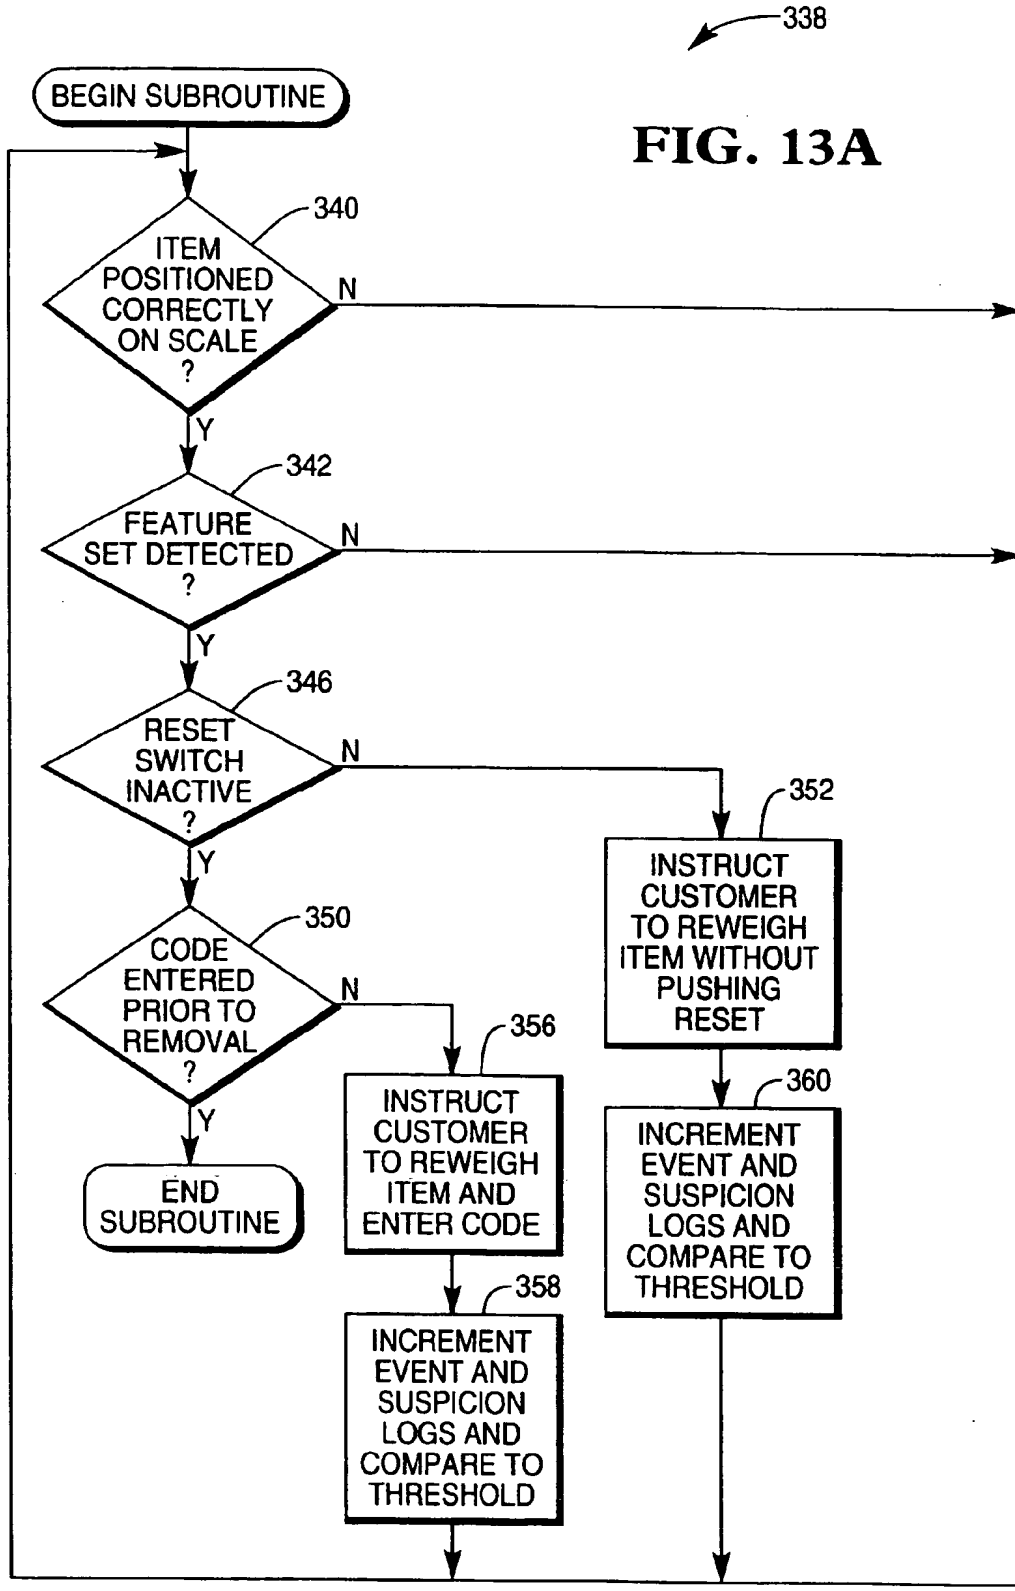 338
FIG. 13A
BEGIN SUBROUTINE
340
ITEM
POSITIONED
CORRECTLY
ON SCALE
?
N
Y
342
FEATURE
SET DETECTED
?
N
Y
346
RESET
SWITCH
INACTIVE
?
N
Y
352
INSTRUCT
CUSTOMER
TO REWEIGH
ITEM WITHOUT
PUSHING
RESET
350
CODE
ENTERED
PRIOR TO
REMOVAL
?
N
Y
356
INSTRUCT
CUSTOMER
TO REWEIGH
ITEM AND
ENTER CODE
360
INCREMENT
EVENT AND
SUSPICION
LOGS AND
COMPARE TO
THRESHOLD
END
SUBROUTINE
358
INCREMENT
EVENT AND
SUSPICION
LOGS AND
COMPARE TO
THRESHOLD